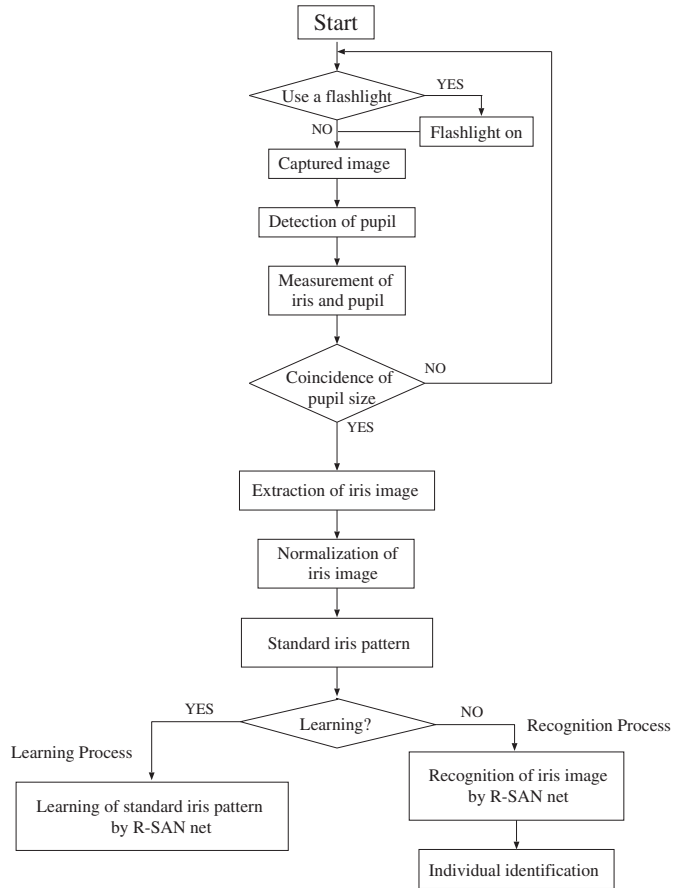 Start
Use a flashlight
YES
NO
Flashlight on
Captured image
Detection of pupil
Measurement of
iris and pupil
Coincidence of
pupil size
NO
YES
Extraction of iris image
Normalization of
iris image
Standard iris pattern
Learning?
YES
NO
Learning Process
Recognition Process
Learning of standard iris pattern
by R-SAN net
Recognition of iris image
by R-SAN net
Individual identification